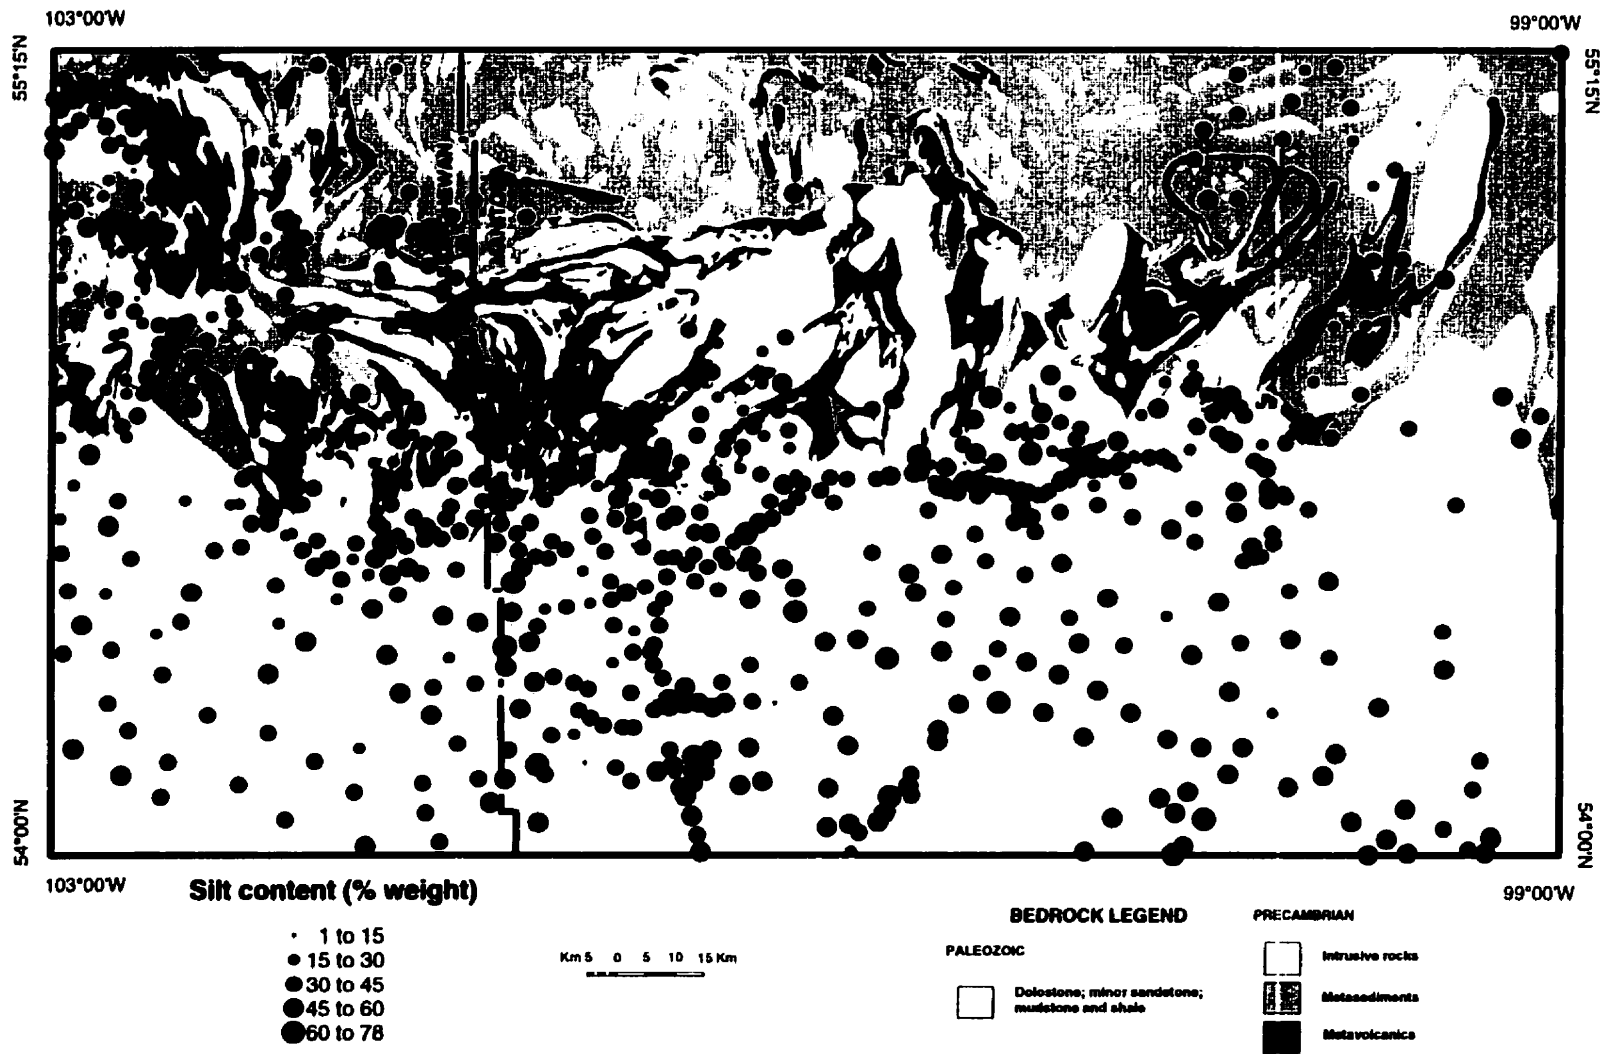 103°00'W
99°00'W
55°15'N
55°15'N
MANITOBA
54°00'N
54°00'N
103°00'W
99°00'W
Silt content (% weight)
1 to 15
15 to 30
30 to 45
45 to 60
60 to 78
Km 5 0 5 10 15 Km
BEDROCK LEGEND
PALEOZOIC
Dolostone; minor sandstone;
mudstone and shale
PRECAMBRIAN
Intrusive rocks
Metasediments
Metavolcanics